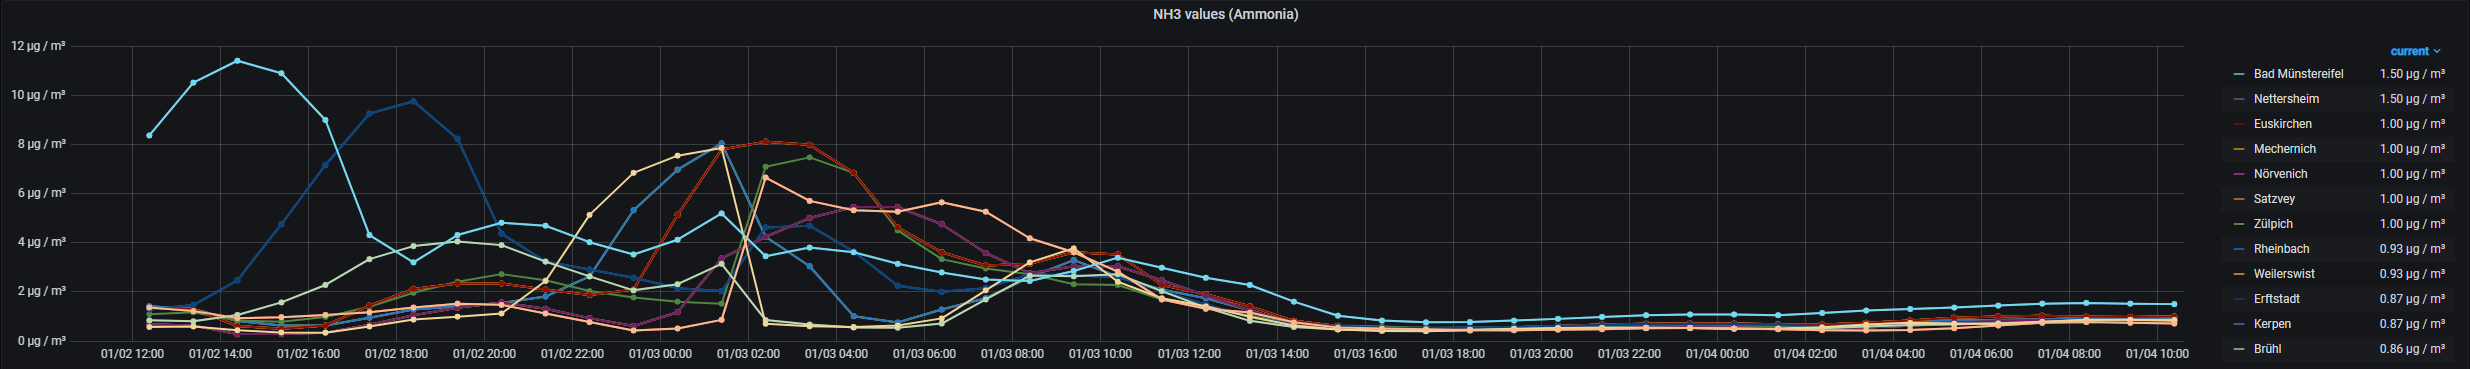 NH3 values (Ammonia)
12 µg / m³
10 µg / m³
8 µg / m³
6 µg / m³
4 µg / m³
2 µg / m³
0 µg / m³
01/02 12:00 01/02 14:00 01/02 16:00 01/02 18:00 01/02 20:00 01/02 22:00 01/03 00:00 01/03 02:00 01/03 04:00 01/03 06:00 01/03 08:00 01/03 10:00 01/03 12:00 01/03 14:00 01/03 16:00 01/03 18:00 01/03 20:00 01/03 22:00 01/04 00:00 01/04 02:00 01/04 04:00 01/04 06:00 01/04 08:00 01/04 10:00
current
Bad Münstereifel 1.50 µg / m³
Nettersheim 1.50 µg / m³
Euskirchen 1.00 µg / m³
Mechernich 1.00 µg / m³
Nörvenich 1.00 µg / m³
Satzvey 1.00 µg / m³
Zülpich 1.00 µg / m³
Rheinbach 0.93 µg / m³
Weilerswist 0.93 µg / m³
Erftstadt 0.87 µg / m³
Kerpen 0.87 µg / m³
Brühl 0.86 µg / m³